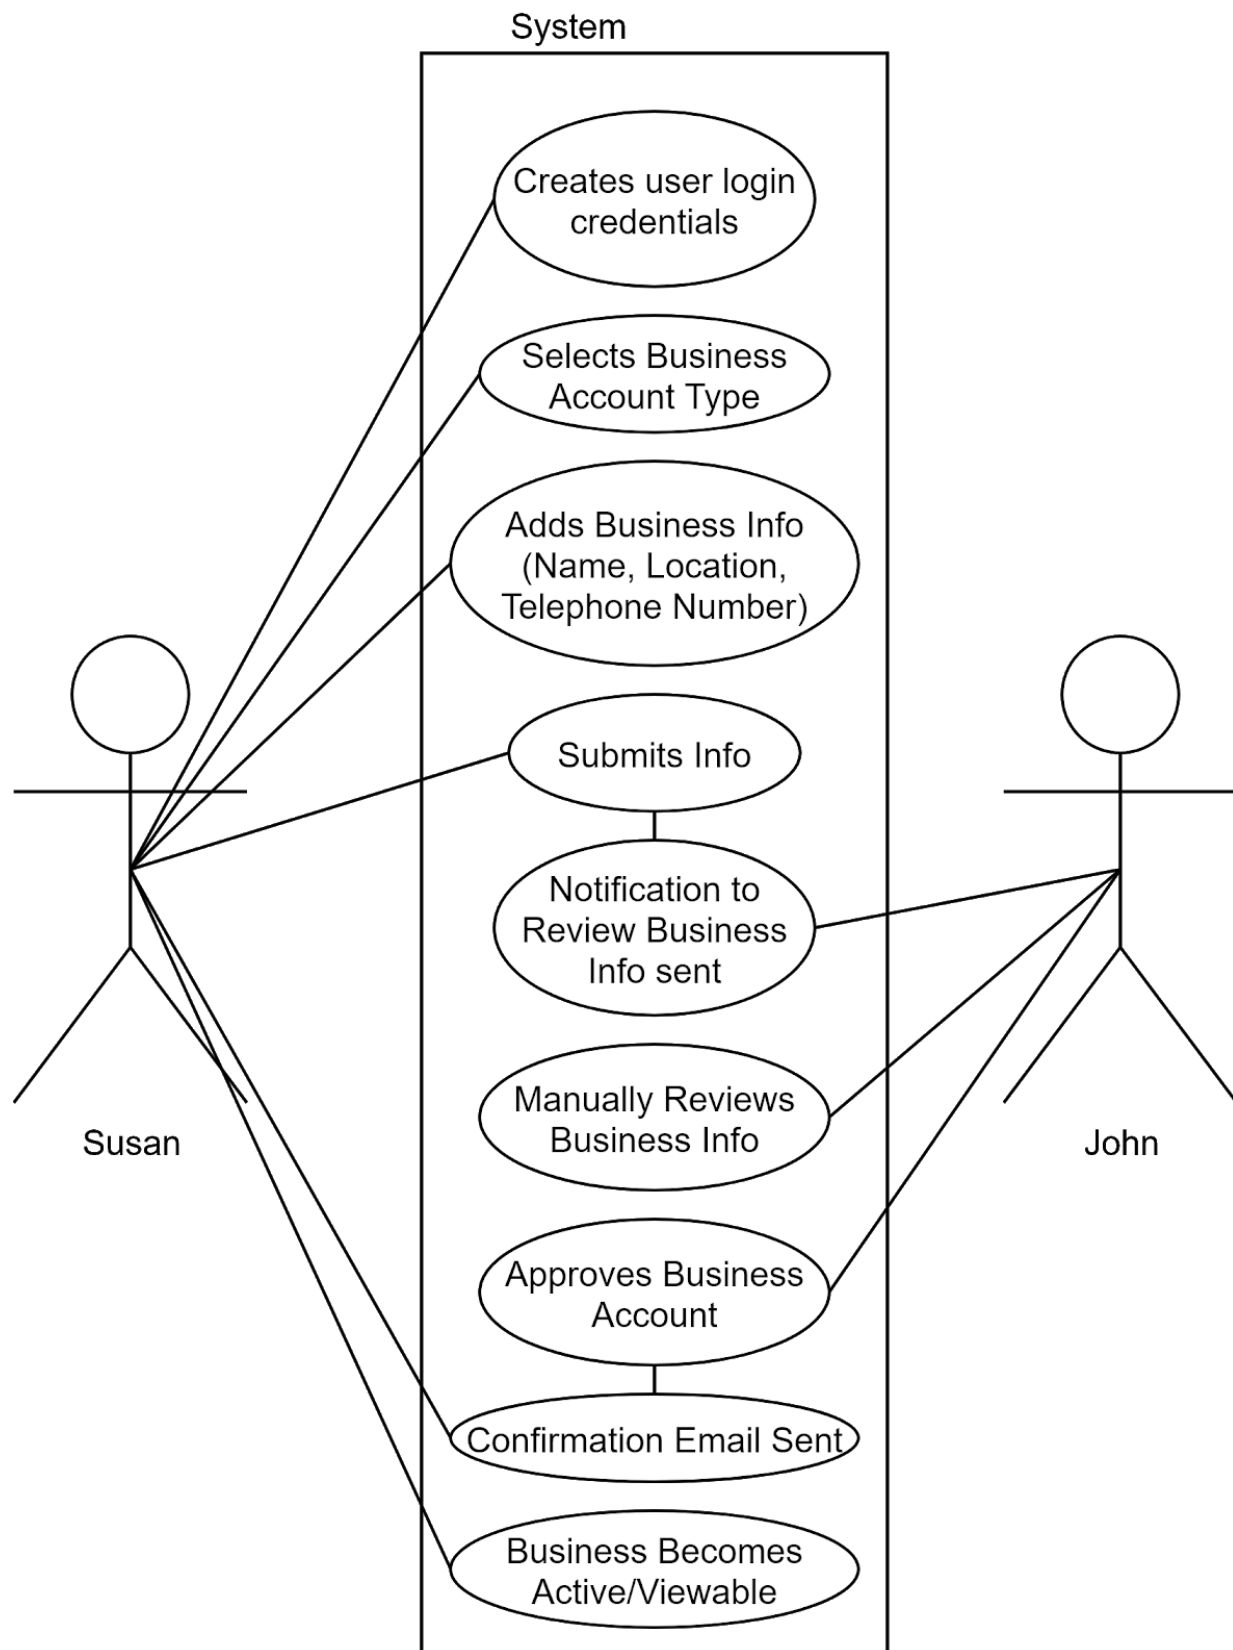 System
Creates user login
credentials
Selects Business
Account Type
Adds Business Info
(Name, Location,
Telephone Number)
Submits Info
Notification to
Review Business
Info sent
Manually Reviews
Business Info
Susan
John
Approves Business
Account
Confirmation Email Sent
Business Becomes
Active/Viewable